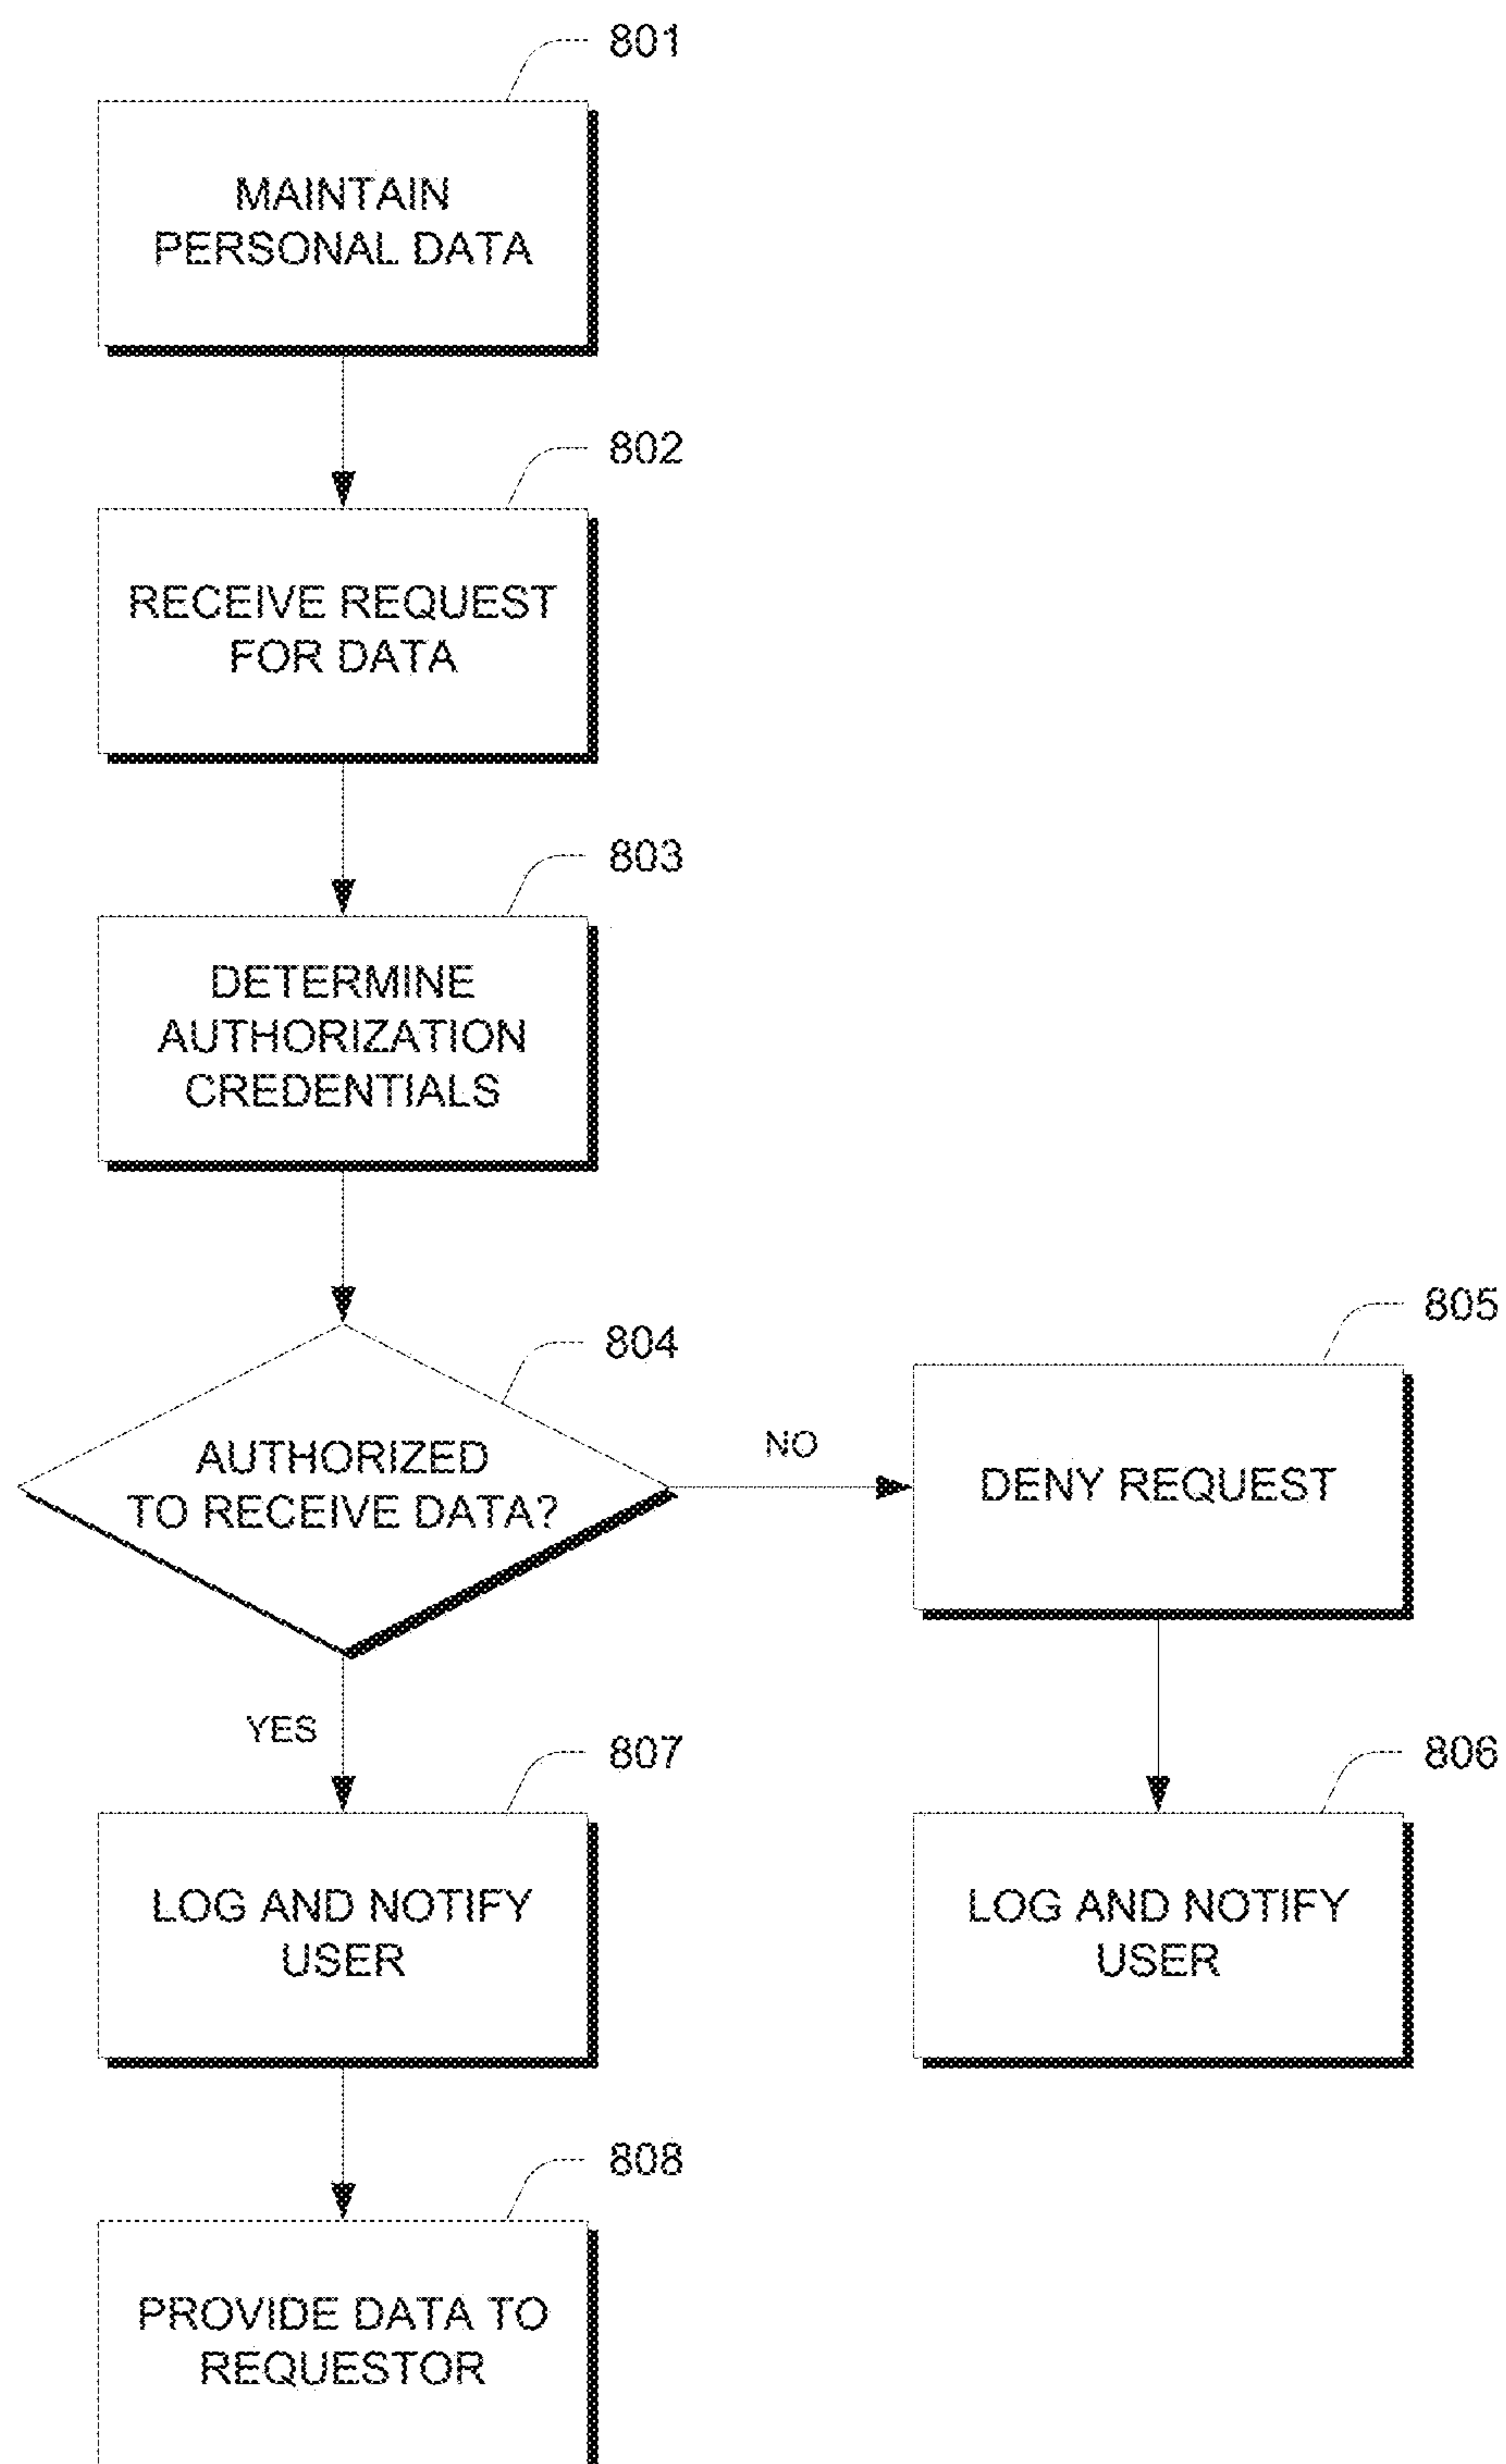 801
MAINTAIN
PERSONAL DATA
802
RECEIVE REQUEST
FOR DATA
803
DETERMINE
AUTHORIZATION
CREDENTIALS
804
AUTHORIZED
TO RECEIVE DATA?
NO
805
DENY REQUEST
YES
807
LOG AND NOTIFY
USER
806
LOG AND NOTIFY
USER
808
PROVIDE DATA TO
REQUESTOR